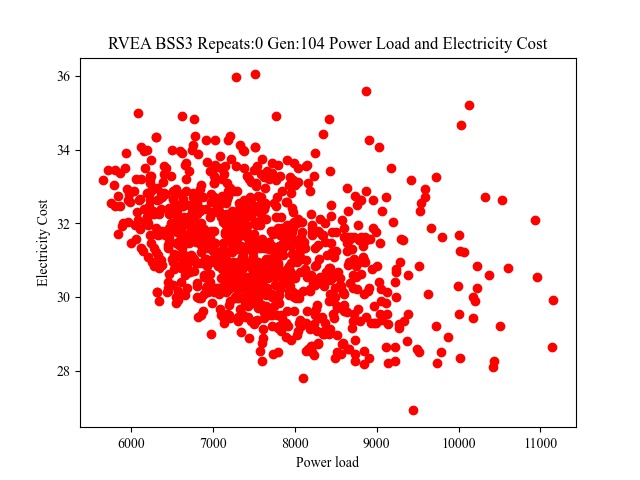 RVEA BSS3 Repeats:0 Gen:104 Power Load and Electricity Cost
36
34
32
30
28
Electricity Cost
6000 7000 8000 9000 10000 11000
Power load